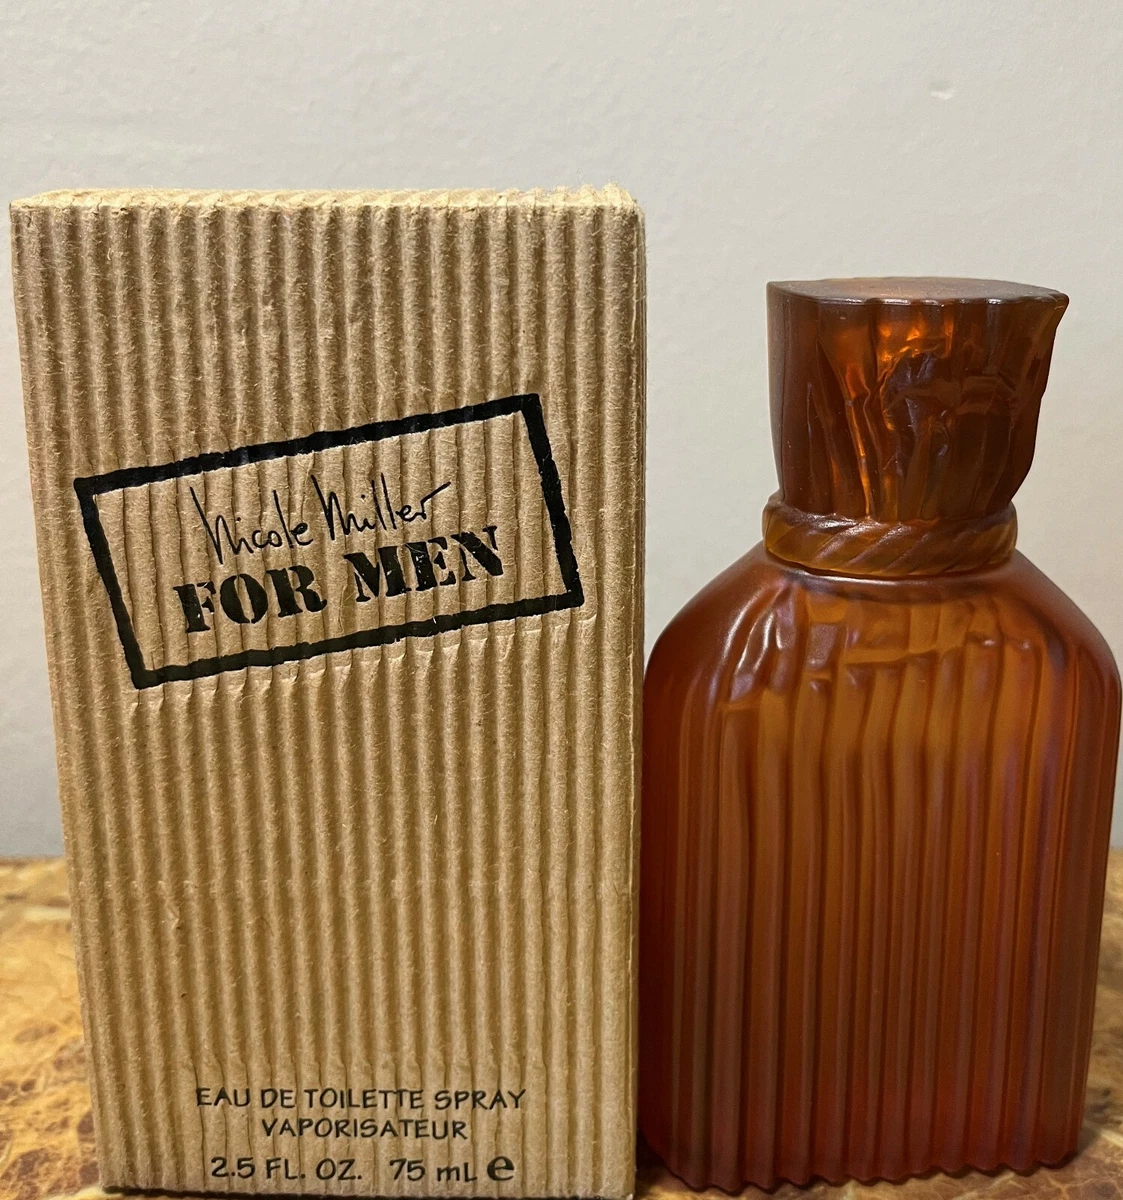 Nicole Miller
FOR MEN
EAU DE TOILETTE SPRAY
VAPORISATEUR
2.5 FL. OZ. 75 mL e